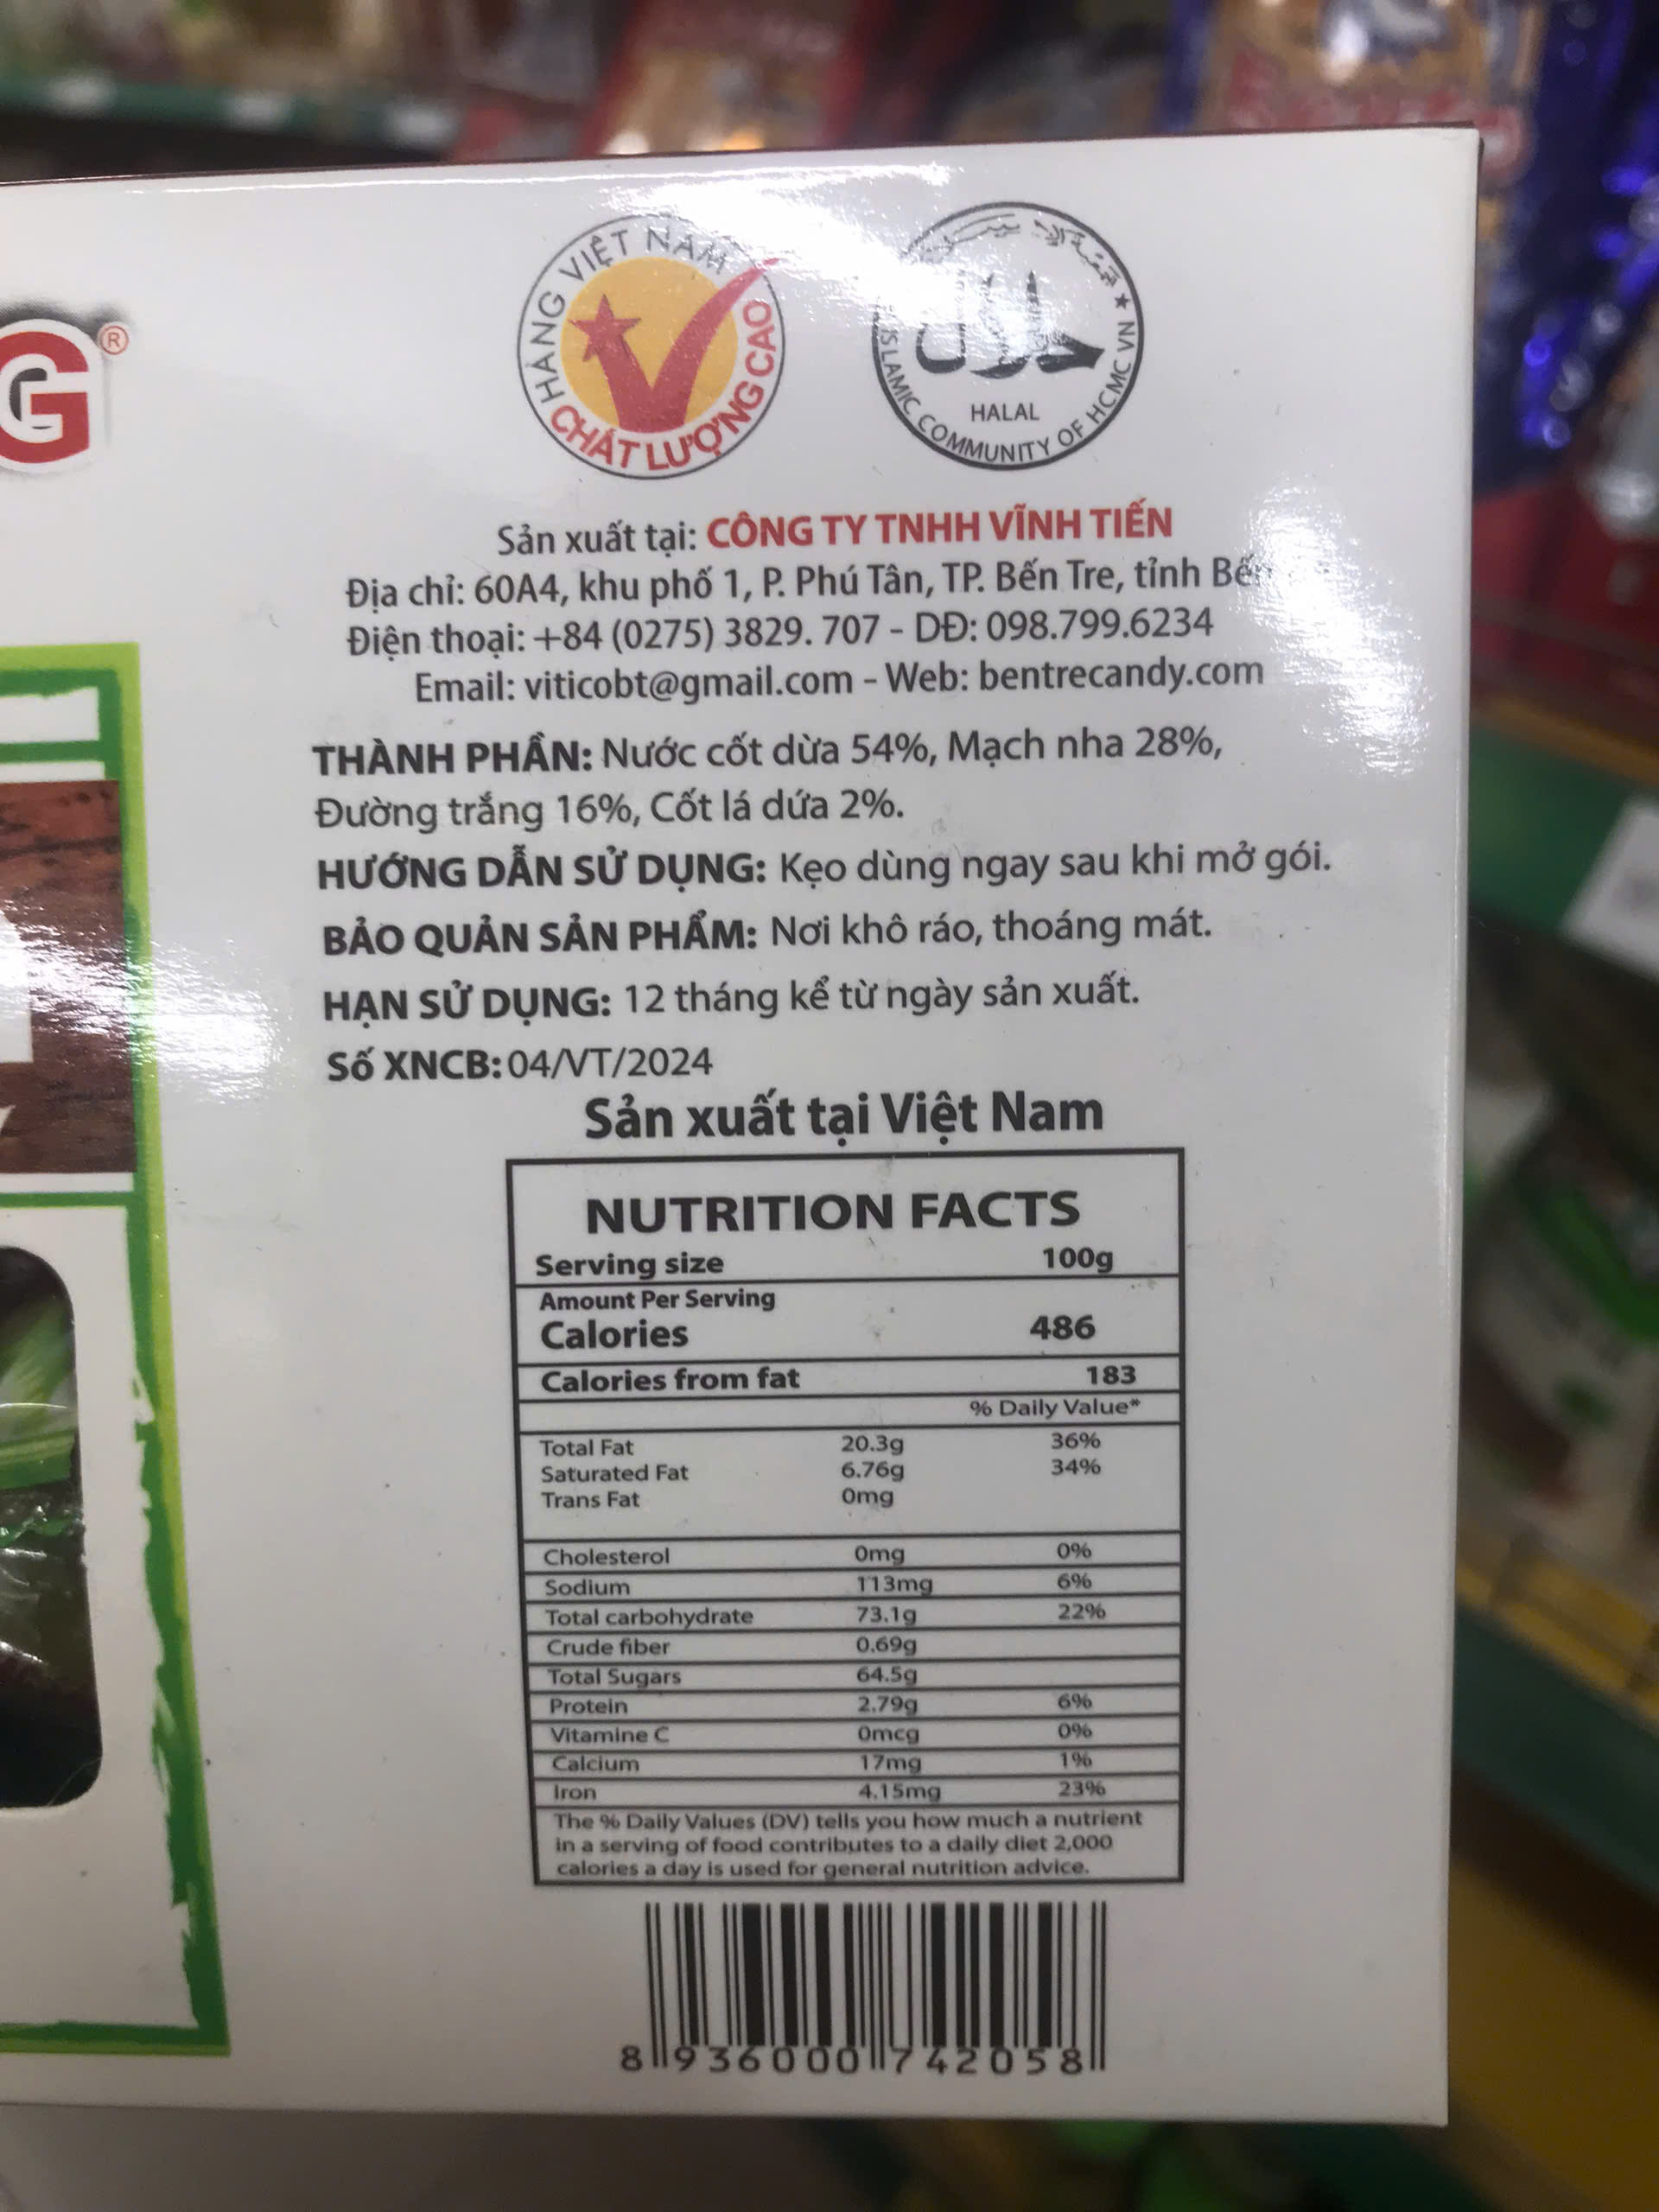 G®
HÀNG VIỆT NAM
CHẤT LƯỢNG CAO
حلال
HALAL
ISLAMIC COMMUNITY OF HCMC VN
Sản xuất tại: CÔNG TY TNHH VĨNH TIẾN
Địa chỉ: 60A4, khu phố 1, P. Phú Tân, TP. Bến Tre, tỉnh Bến
Điện thoại: +84 (0275) 3829. 707 - DĐ: 098.799.6234
Email: viticobt@gmail.com - Web: bentrecandy.com
THÀNH PHẦN: Nước cốt dừa 54%, Mạch nha 28%,
Đường trắng 16%, Cốt lá dứa 2%.
HƯỚNG DẪN SỬ DỤNG: Kẹo dùng ngay sau khi mở gói.
BẢO QUẢN SẢN PHẨM: Nơi khô ráo, thoáng mát.
HẠN SỬ DỤNG: 12 tháng kể từ ngày sản xuất.
Số XNCB: 04/VT/2024
Sản xuất tại Việt Nam
NUTRITION FACTS
Serving size 100g
Amount Per Serving
Calories 486
Calories from fat 183
% Daily Value*
Total Fat 20.3g 36%
Saturated Fat 6.76g 34%
Trans Fat 0mg
Cholesterol 0mg 0%
Sodium 113mg 6%
Total carbohydrate 73.1g 22%
Crude fiber 0.69g
Total Sugars 64.5g
Protein 2.79g 6%
Vitamine C 0mcg 0%
Calcium 17mg 1%
Iron 4.15mg 23%
The % Daily Values (DV) tells you how much a nutrient
in a serving of food contributes to a daily diet 2,000
calories a day is used for general nutrition advice.
8 936000 742058